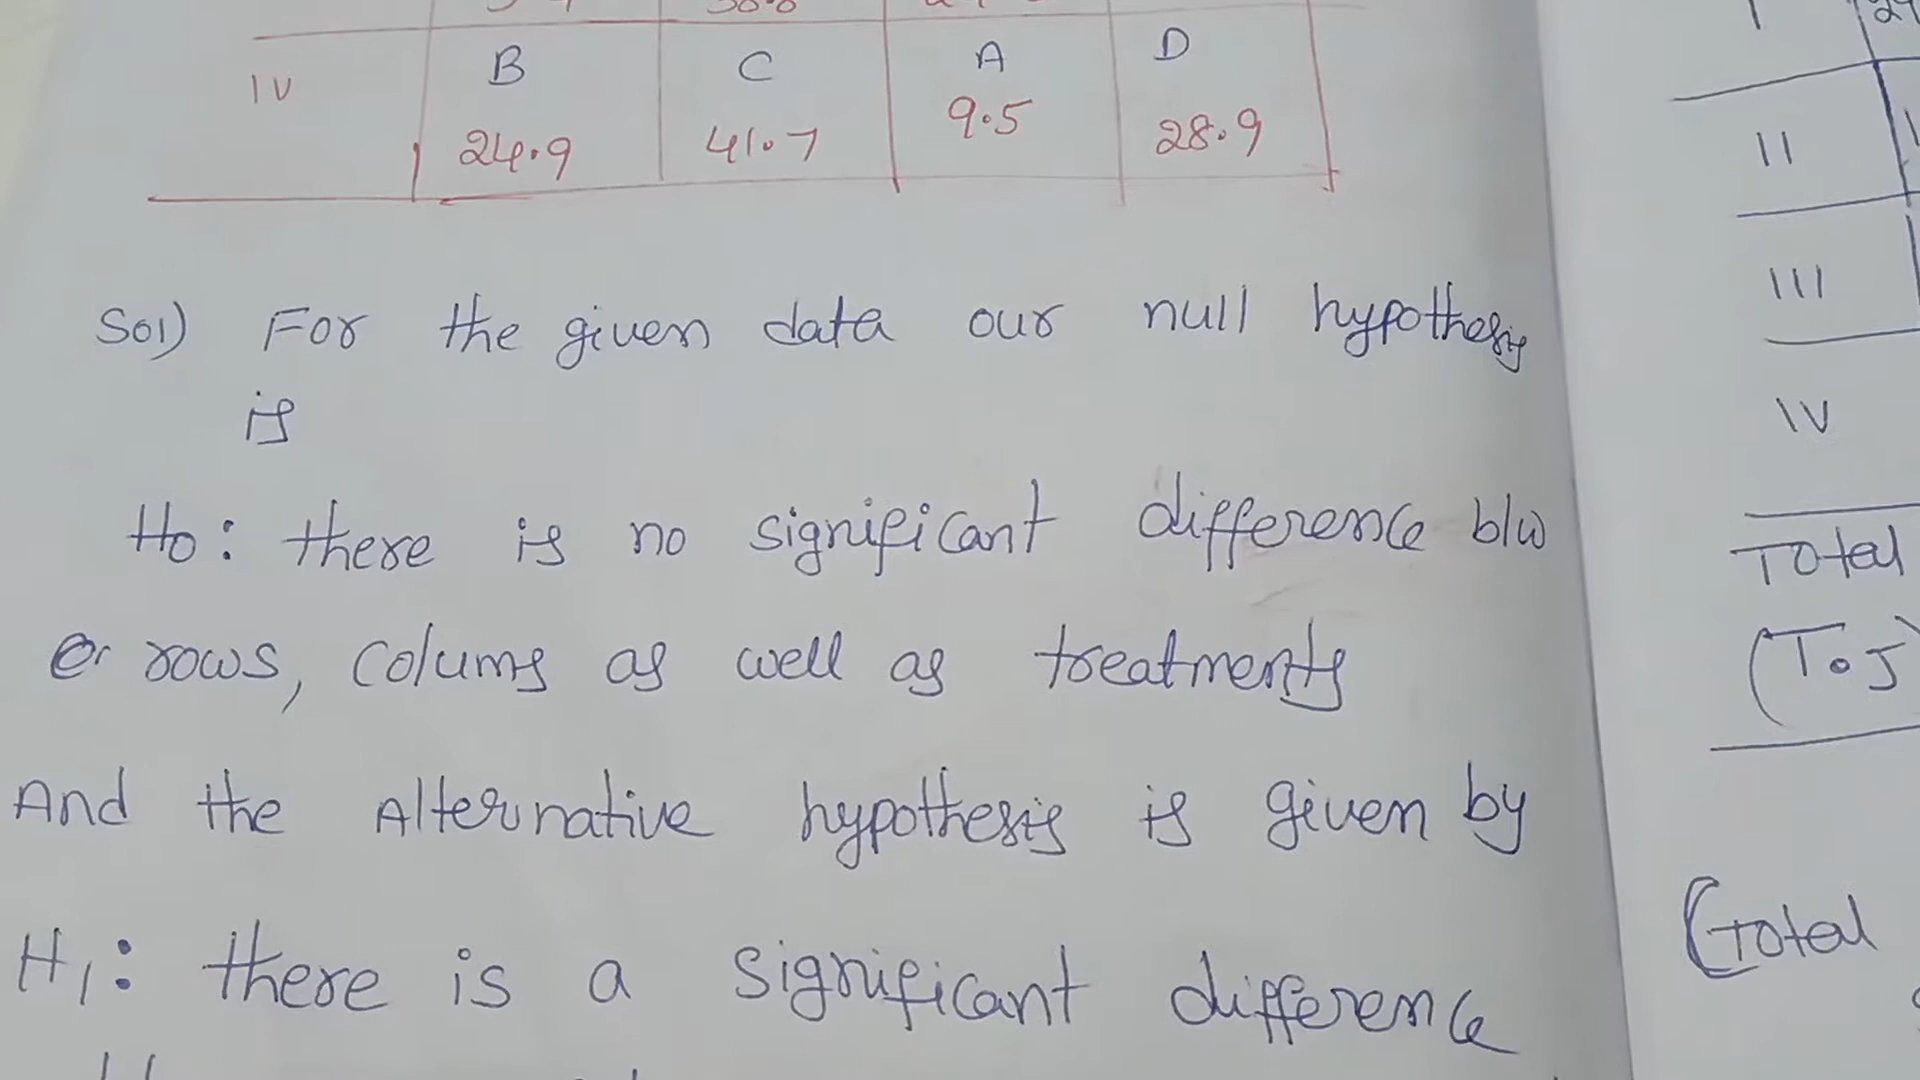 IV B C A D
24.9 41.7 9.5 28.9
Sol) For the given data our null hypothesis
is
H0: there is no significant difference b/w
rows, colums as well as treatments
And the Alternative hypothesis is given by
H1: there is a significant difference
I
II
III
IV
Total
(T.J)
(Total